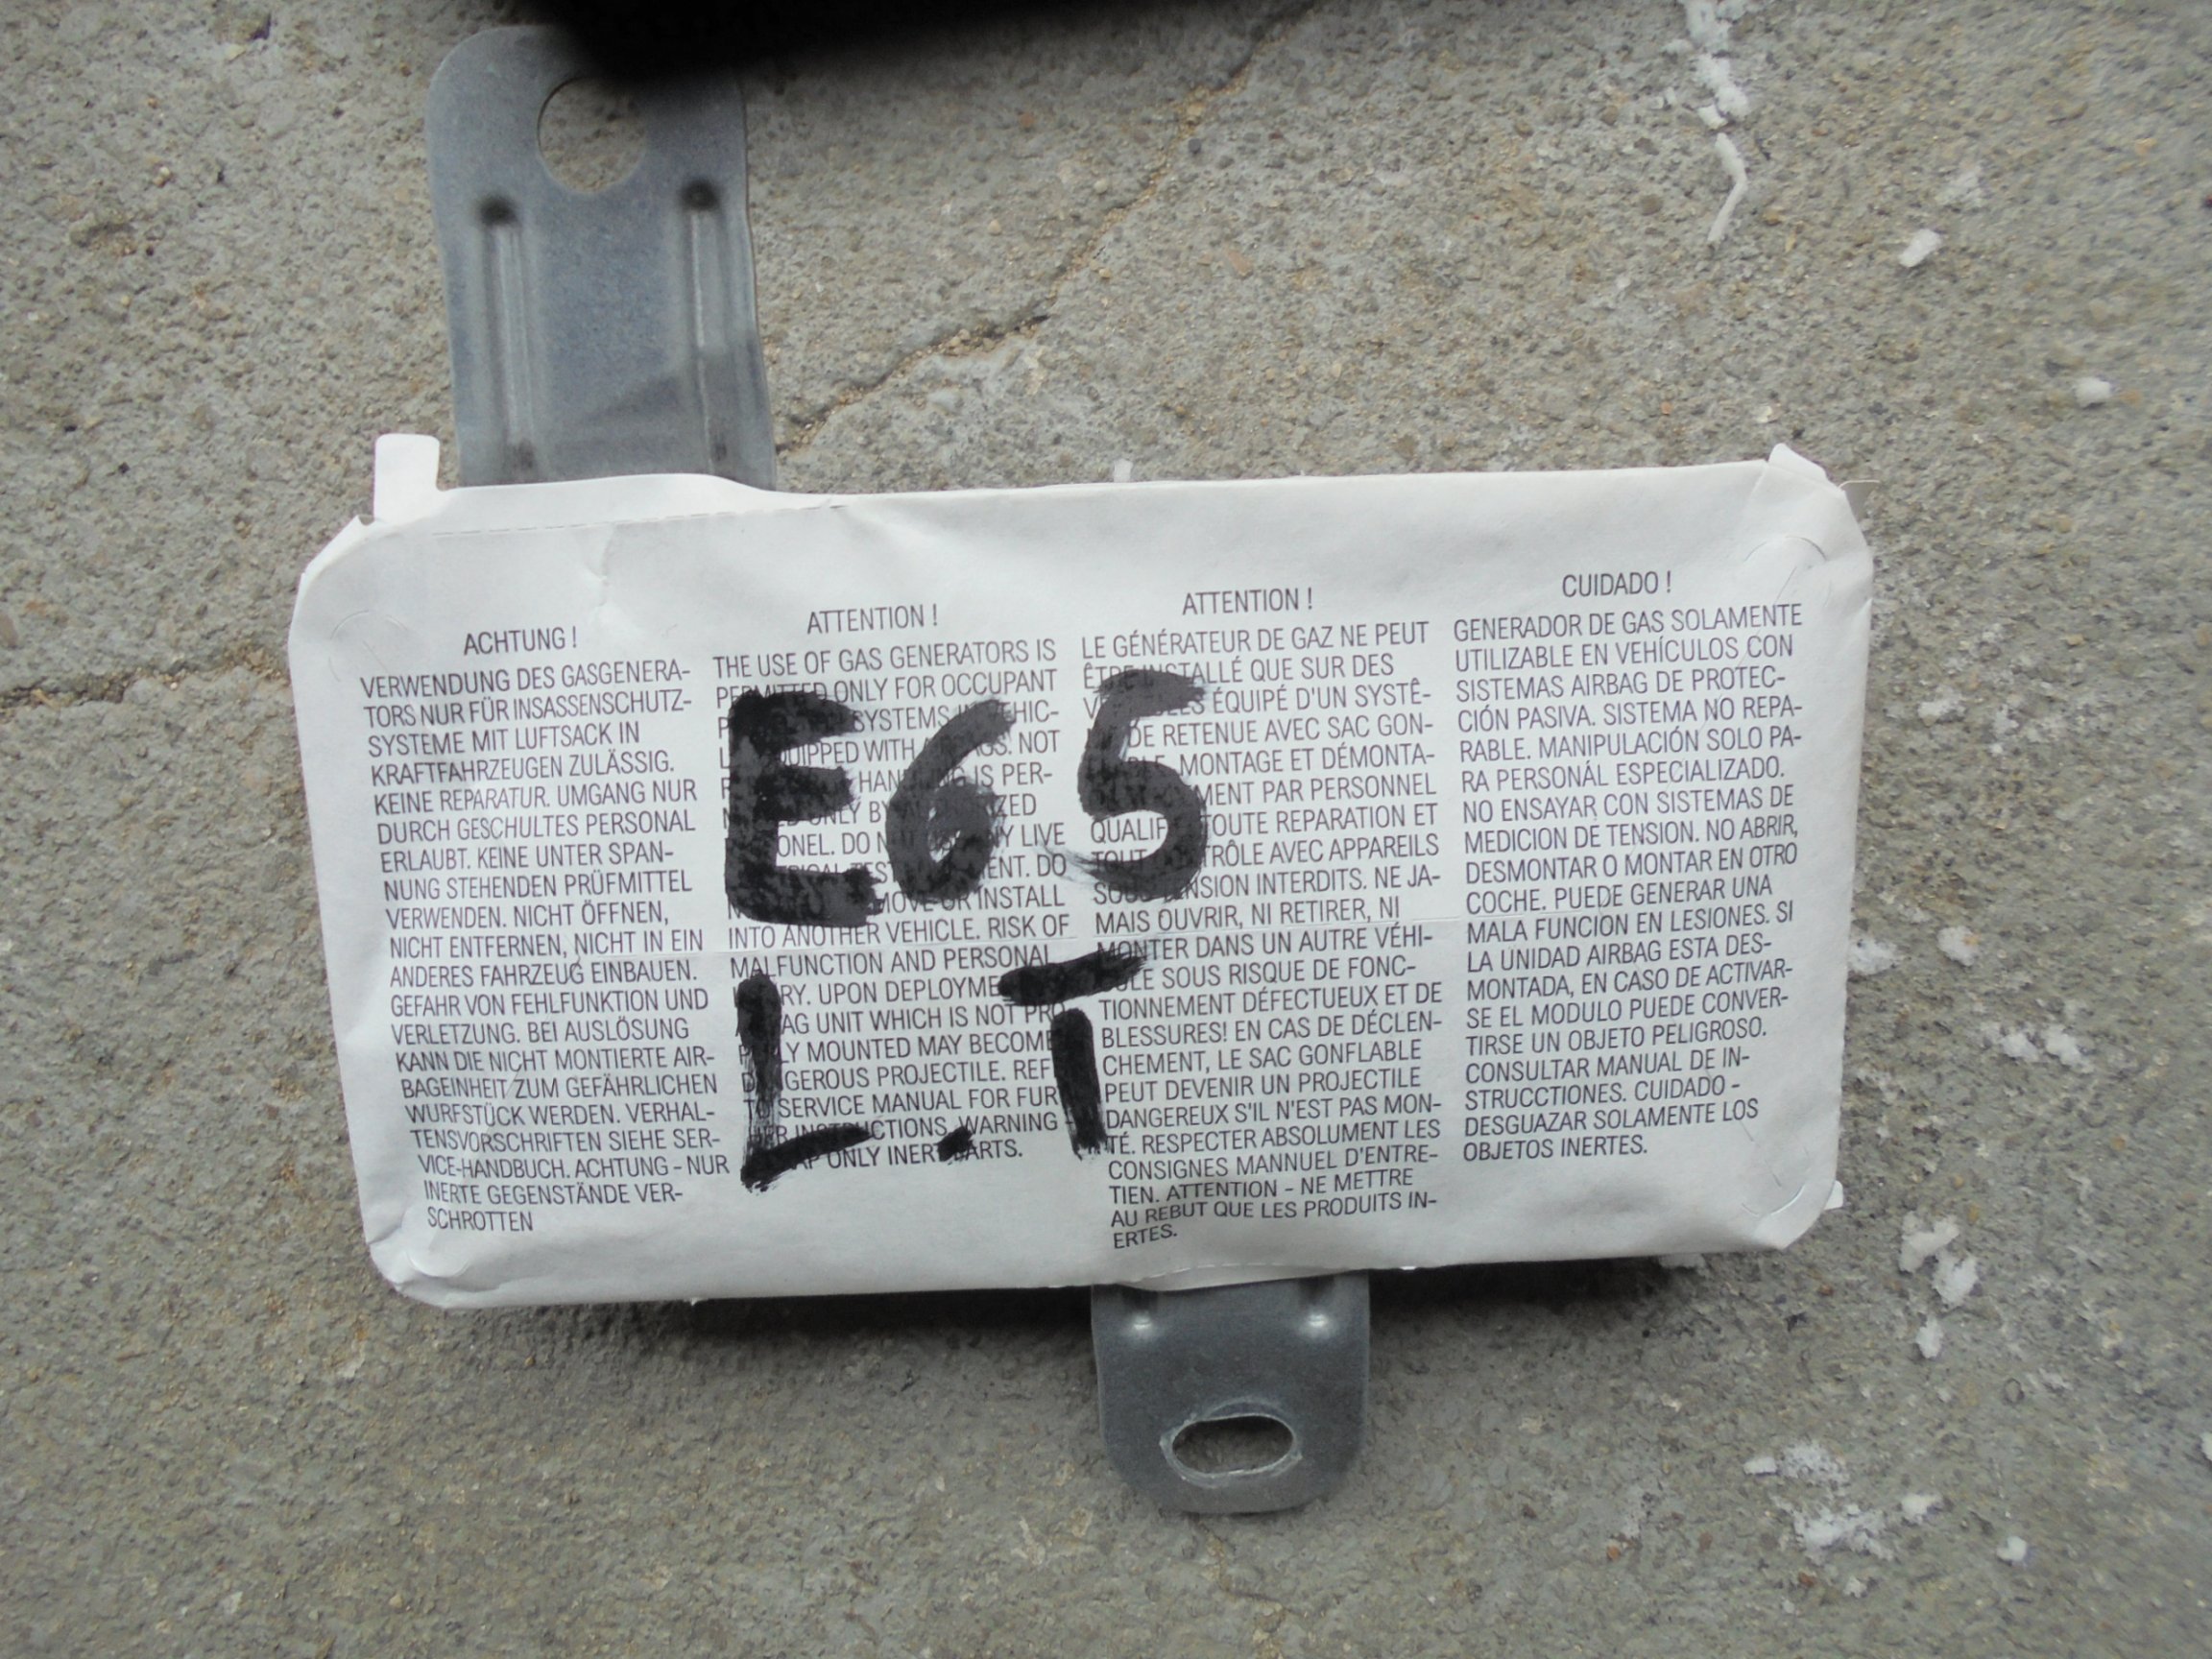 ACHTUNG !
VERWENDUNG DES GASGENERA-
TORS NUR FÜR INSASSENSCHUTZ-
SYSTEME MIT LUFTSACK IN
KRAFTFAHRZEUGEN ZULÄSSIG.
KEINE REPARATUR. UMGANG NUR
DURCH GESCHULTES PERSONAL
ERLAUBT. KEINE UNTER SPAN-
NUNG STEHENDEN PRÜFMITTEL
VERWENDEN. NICHT ÖFFNEN,
NICHT ENTFERNEN, NICHT IN EIN
ANDERES FAHRZEUG EINBAUEN.
GEFAHR VON FEHLFUNKTION UND
VERLETZUNG. BEI AUSLÖSUNG
KANN DIE NICHT MONTIERTE AIR-
BAGEINHEIT ZUM GEFÄHRLICHEN
WURFSTÜCK WERDEN. VERHAL-
TENSVORSCHRIFTEN SIEHE SER-
VICE-HANDBUCH. ACHTUNG - NUR
INERTE GEGENSTÄNDE VER-
SCHROTTEN
ATTENTION !
THE USE OF GAS GENERATORS IS
PERMITTED ONLY FOR OCCUPANT
SYSTEMS IN
WITH NOT
IS PER-
ONLY
DO LIVE
DO
OR INSTALL
INTO ANOTHER VEHICLE. RISK OF
MALFUNCTION AND PERSONAL
UPON
UNIT WHICH IS NOT
MOUNTED MAY BECOME
PROJECTILE.
SERVICE MANUAL FOR FUR
WARNING -
ONLY
E65
L. T
ATTENTION !
LE GÉNÉRATEUR DE GAZ NE PEUT
ÊTRE INSTALLÉ QUE SUR DES
ÉQUIPÉ D'UN SYSTÊ-
DE RETENUE AVEC SAC GON-
MONTAGE ET DÉMONTA-
PAR PERSONNEL
TOUTE REPARATION ET
AVEC APPAREILS
INTERDITS. NE JA-
MAIS OUVRIR, NI RETIRER, NI
MONTER DANS UN AUTRE VÉHI-
SOUS RISQUE DE FONC-
TIONNEMENT DÉFECTUEUX ET DE
BLESSURES! EN CAS DE DÉCLEN-
CHEMENT, LE SAC GONFLABLE
PEUT DEVENIR UN PROJECTILE
DANGEREUX S'IL N'EST PAS MON-
TÉ. RESPECTER ABSOLUMENT LES
CONSIGNES MANNUEL D'ENTRE-
TIEN. ATTENTION - NE METTRE
AU REBUT QUE LES PRODUITS IN-
ERTES.
CUIDADO !
GENERADOR DE GAS SOLAMENTE
UTILIZABLE EN VEHÍCULOS CON
SISTEMAS AIRBAG DE PROTEC-
CIÓN PASIVA. SISTEMA NO REPA-
RABLE. MANIPULACIÓN SOLO PA-
RA PERSONÁL ESPECIALIZADO.
NO ENSAYAR CON SISTEMAS DE
MEDICION DE TENSION. NO ABRIR,
DESMONTAR O MONTAR EN OTRO
COCHE. PUEDE GENERAR UNA
MALA FUNCION EN LESIONES. SI
LA UNIDAD AIRBAG ESTA DES-
MONTADA, EN CASO DE ACTIVAR-
SE EL MODULO PUEDE CONVER-
TIRSE UN OBJETO PELIGROSO.
CONSULTAR MANUAL DE IN-
STRUCCTIONES. CUIDADO -
DESGUAZAR SOLAMENTE LOS
OBJETOS INERTES.